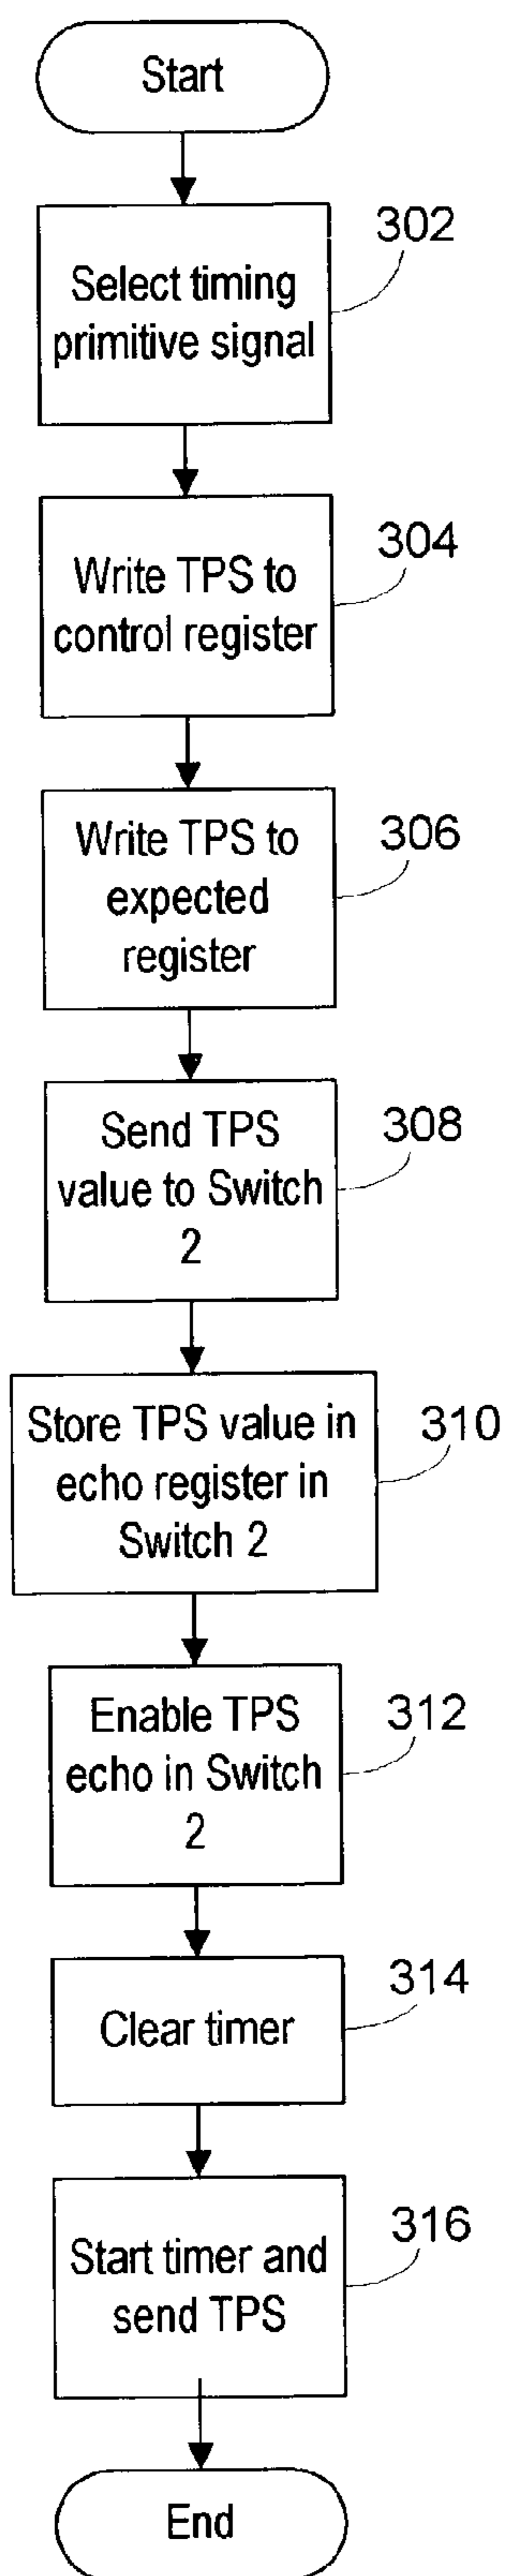 Start
302
Select timing
primitive signal
304
Write TPS to
control register
306
Write TPS to
expected
register
308
Send TPS
value to Switch
2
310
Store TPS value in
echo register in
Switch 2
312
Enable TPS
echo in Switch
2
314
Clear timer
316
Start timer and
send TPS
End